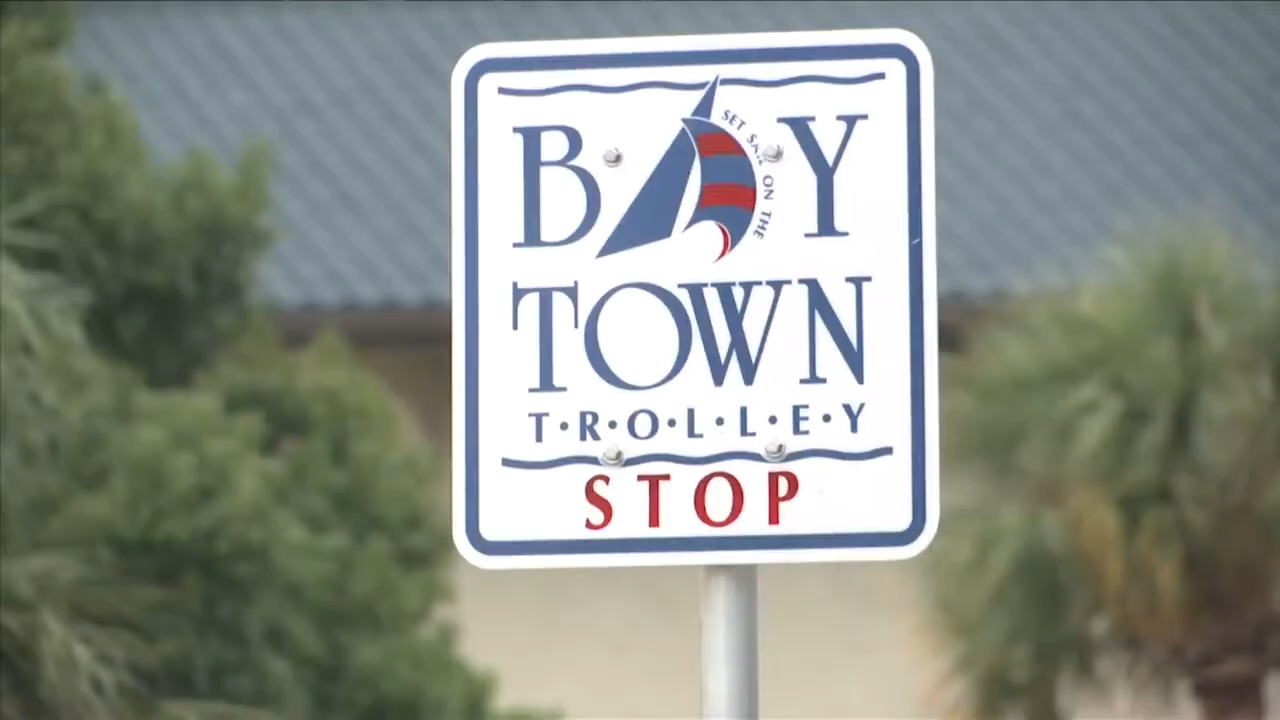 BAY
SET SAIL ON THE
TOWN
T·R·O·L·L·E·Y
STOP